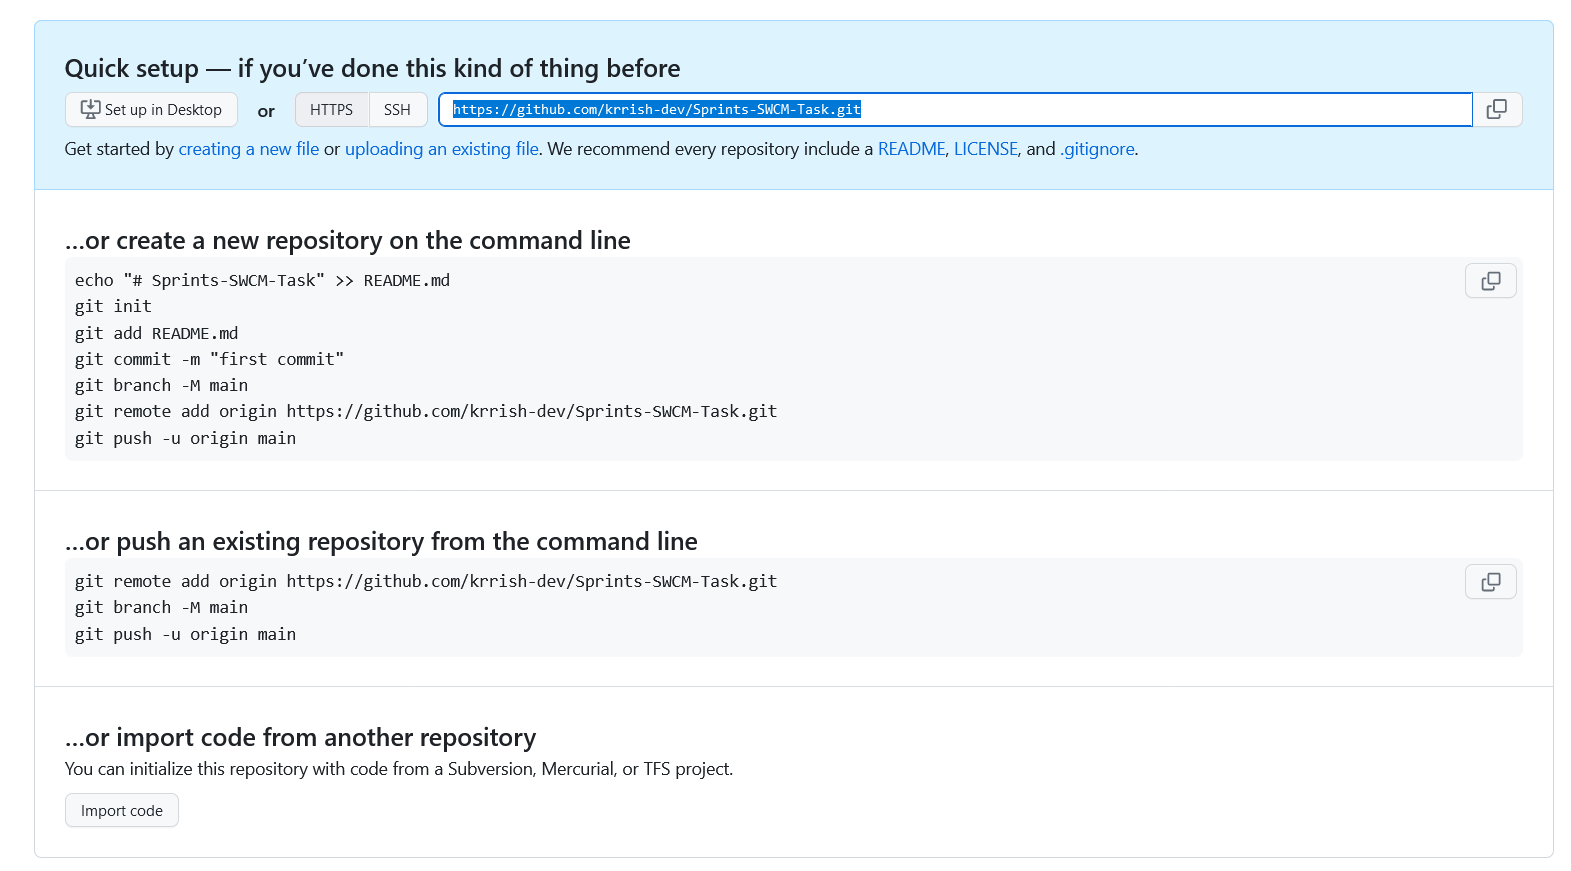 Quick setup — if you’ve done this kind of thing before
Set up in Desktop or HTTPS SSH https://github.com/krrish-dev/Sprints-SWCM-Task.git
Get started by creating a new file or uploading an existing file. We recommend every repository include a README, LICENSE, and .gitignore.
…or create a new repository on the command line
echo "# Sprints-SWCM-Task" >> README.md
git init
git add README.md
git commit -m "first commit"
git branch -M main
git remote add origin https://github.com/krrish-dev/Sprints-SWCM-Task.git
git push -u origin main
…or push an existing repository from the command line
git remote add origin https://github.com/krrish-dev/Sprints-SWCM-Task.git
git branch -M main
git push -u origin main
…or import code from another repository
You can initialize this repository with code from a Subversion, Mercurial, or TFS project.
Import code